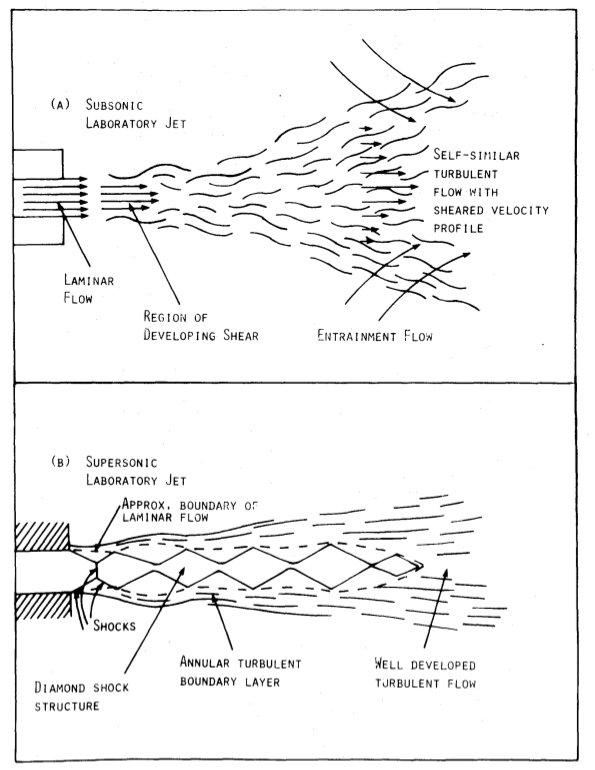 (A) SUBSONIC
LABORATORY JET
SELF-SIMILAR
TURBULENT
FLOW WITH
SHEARED VELOCITY
PROFILE
LAMINAR
FLOW
REGION OF
DEVELOPING SHEAR
ENTRAINMENT FLOW
(B) SUPERSONIC
LABORATORY JET
APPROX. BOUNDARY OF
LAMINAR FLOW
SHOCKS
ANNULAR TURBULENT
BOUNDARY LAYER
WELL DEVELOPED
TURBULENT FLOW
DIAMOND SHOCK
STRUCTURE